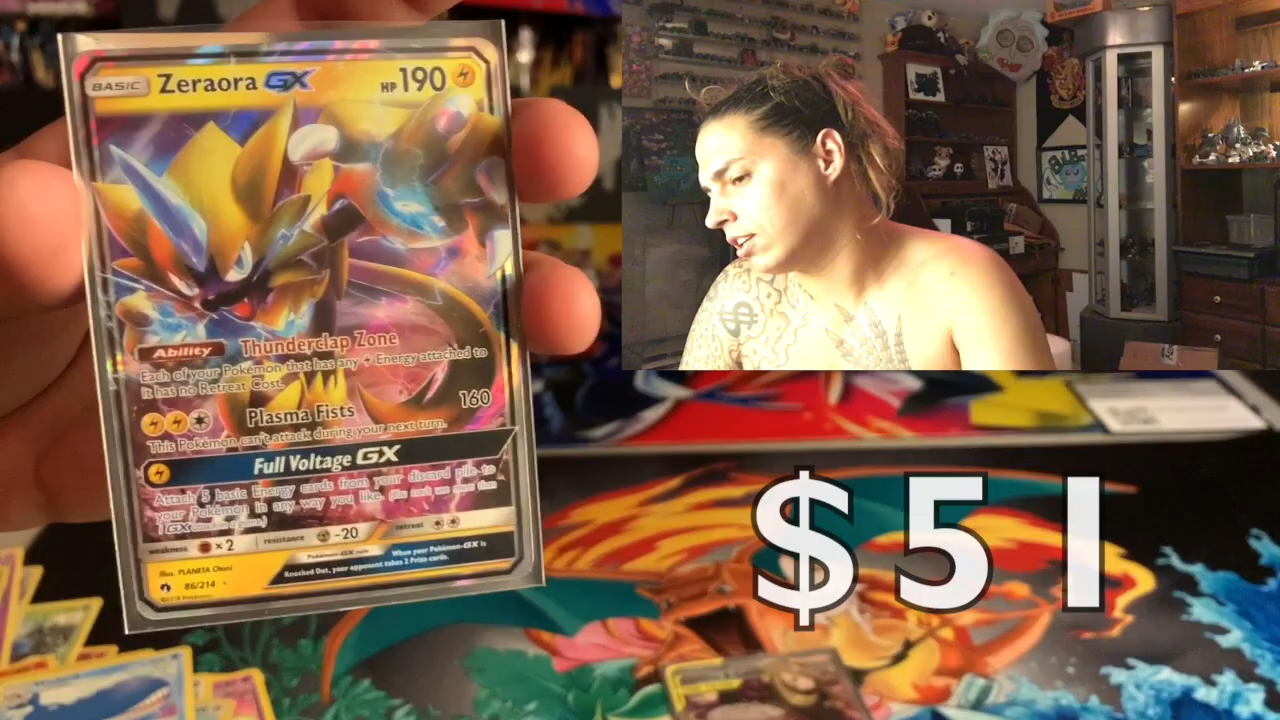 BASIC Zeraora GX HP 190
Ability Thunderclap Zone
Each of your Pokémon that has any Energy attached to
it has no Retreat Cost.
Plasma Fists 160
This Pokémon can't attack during your next turn.
Full Voltage GX
Attach 5 basic Energy cards from your discard pile to
your Pokémon in any way you like. (You can't use more than
1 GX attack in a game.)
weakness ×2 resistance -20 retreat
Pokémon-GX rule When your Pokémon-GX is
Knocked Out, your opponent takes 2 Prize cards.
Illus. PLANETA Otani
86/214
©2018 Pokémon
$51